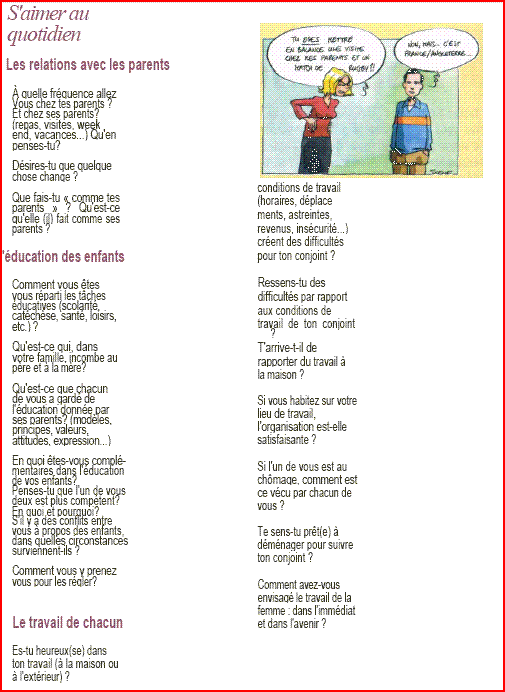 S'aimer au
quotidien
Les relations avec les parents
À quelle fréquence allez
Vous chez tes parents ?
Et chez ses parents?
(repas, visites, week
end, vacances...) Qu'en
penses-tu?
Désires-tu que quelque
chose change ?
Que fais-tu « comme tes
parents » ? Qu'est-ce
qu'elle (il) fait comme ses
parents ?
'éducation des enfants
Comment vous êtes
vous réparti les tâches
éducatives (scolarité,
catéchèse, santé, loisirs,
etc.) ?
Qu'est-ce qui, dans
votre famille, incombe au
père et à la mère?
Qu'est-ce que chacun
de vous a gardé de
l'éducation donnée par
ses parents? (modèles,
principes, valeurs,
attitudes, expression...)
En quoi êtes-vous complé-
mentaires dans l'éducation
de vos enfants?
Penses-tu que l'un de vous
deux est plus compétent?
En quoi et pourquoi?
S'il y a des conflits entre
vous à propos des enfants,
dans quelles circonstances
surviennent-ils ?
Comment vous y prenez
vous pour les régler?
Le travail de chacun
Es-tu heureux(se) dans
ton travail (à la maison ou
à l'extérieur) ?
TU OSES METTRE
EN BALANCE UNE VISITE
CHEZ MES PARENTS ET UN
MATCH DE RUGBY!!
NON, MAIS... C'EST
FRANCE/ANGLETERRE...
conditions de travail
(horaires, déplace
ments, astreintes,
revenus, insécurité...)
créent des difficultés
pour ton conjoint ?
Ressens-tu des
difficultés par rapport
aux conditions de
travail de ton conjoint
?
T'arrive-t-il de
rapporter du travail à
la maison ?
Si vous habitez sur votre
lieu de travail,
l'organisation est-elle
satisfaisante ?
Si l'un de vous est au
chômage, comment est
ce vécu par chacun de
vous ?
Te sens-tu prêt(e) à
déménager pour suivre
ton conjoint ?
Comment avez-vous
envisagé le travail de la
femme : dans l'immédiat
et dans l'avenir ?